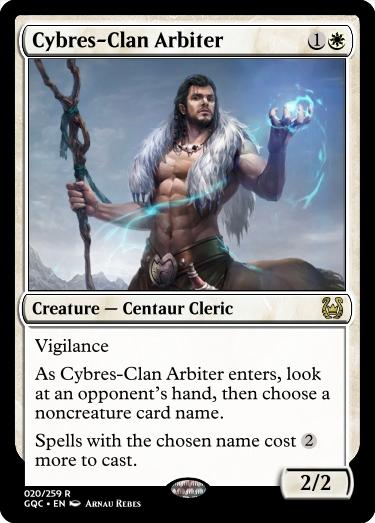 Cybres-Clan Arbiter 1
Creature — Centaur Cleric
Vigilance
As Cybres-Clan Arbiter enters, look
at an opponent's hand, then choose a
noncreature card name.
Spells with the chosen name cost 2
more to cast.
020/259 R
GQC • EN Arnau Rebes
2/2